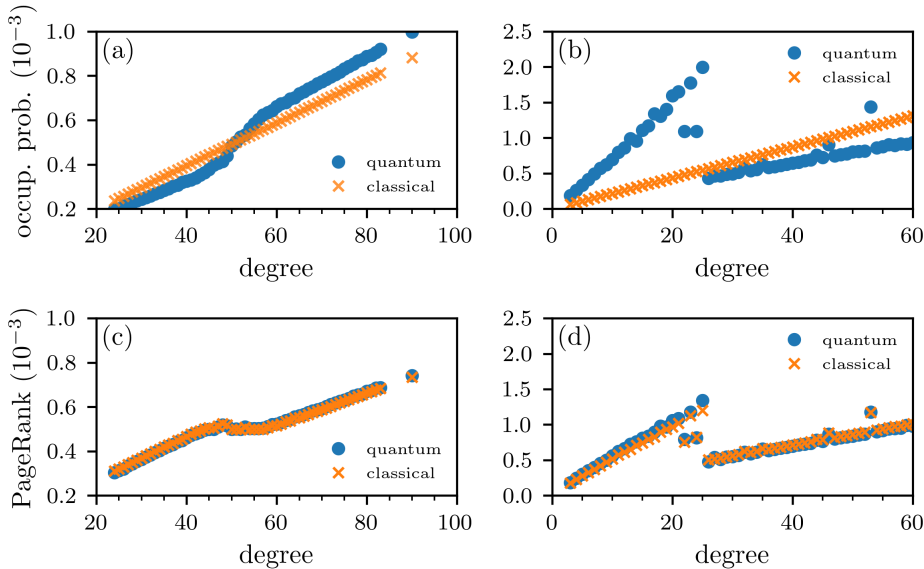 occup. prob. (10⁻³)
1.0
0.8
0.6
0.4
0.2
(a)
quantum
classical
20
40
60
80
100
degree
2.5
2.0
1.5
1.0
0.5
0.0
(b)
quantum
classical
0
20
40
60
degree
PageRank (10⁻³)
1.0
0.8
0.6
0.4
0.2
(c)
quantum
classical
20
40
60
80
100
degree
2.5
2.0
1.5
1.0
0.5
0.0
(d)
quantum
classical
0
20
40
60
degree